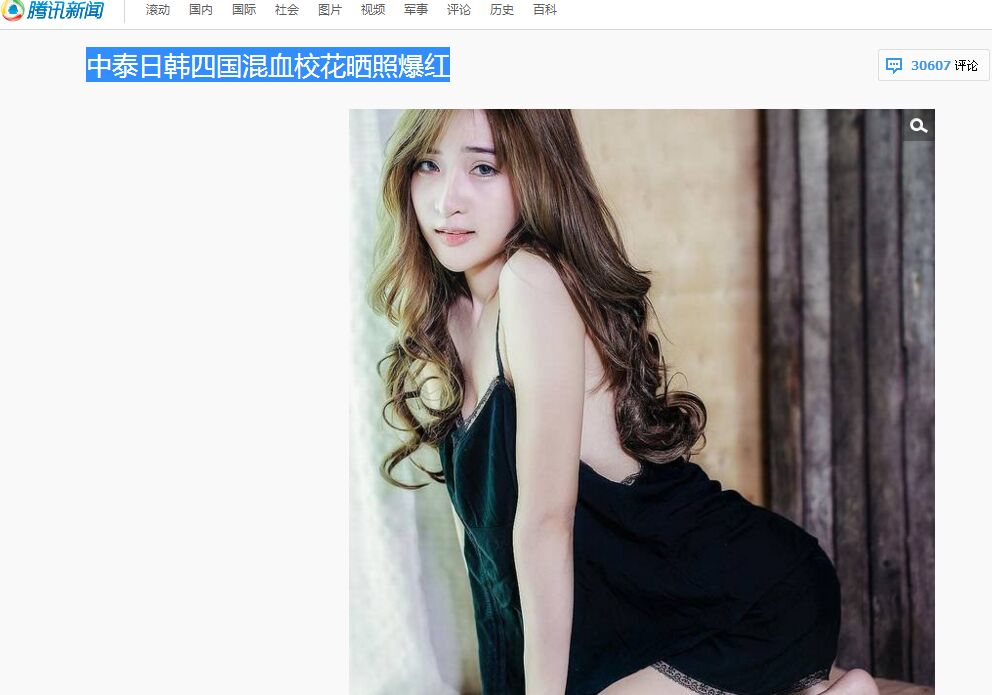 腾讯新闻
滚动 国内 国际 社会 图片 视频 军事 评论 历史 百科
中泰日韩四国混血校花晒照爆红
30607 评论